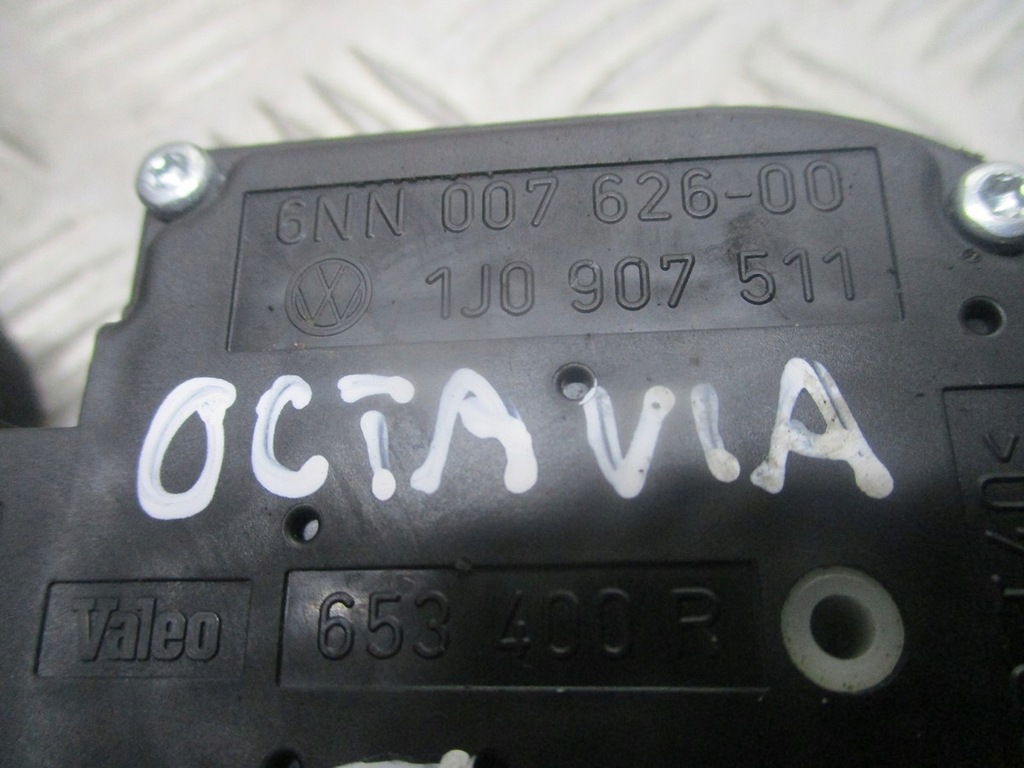 6NN 007 626-00
1J0 907 511
OCTAVIA
Valeo
653 400 R